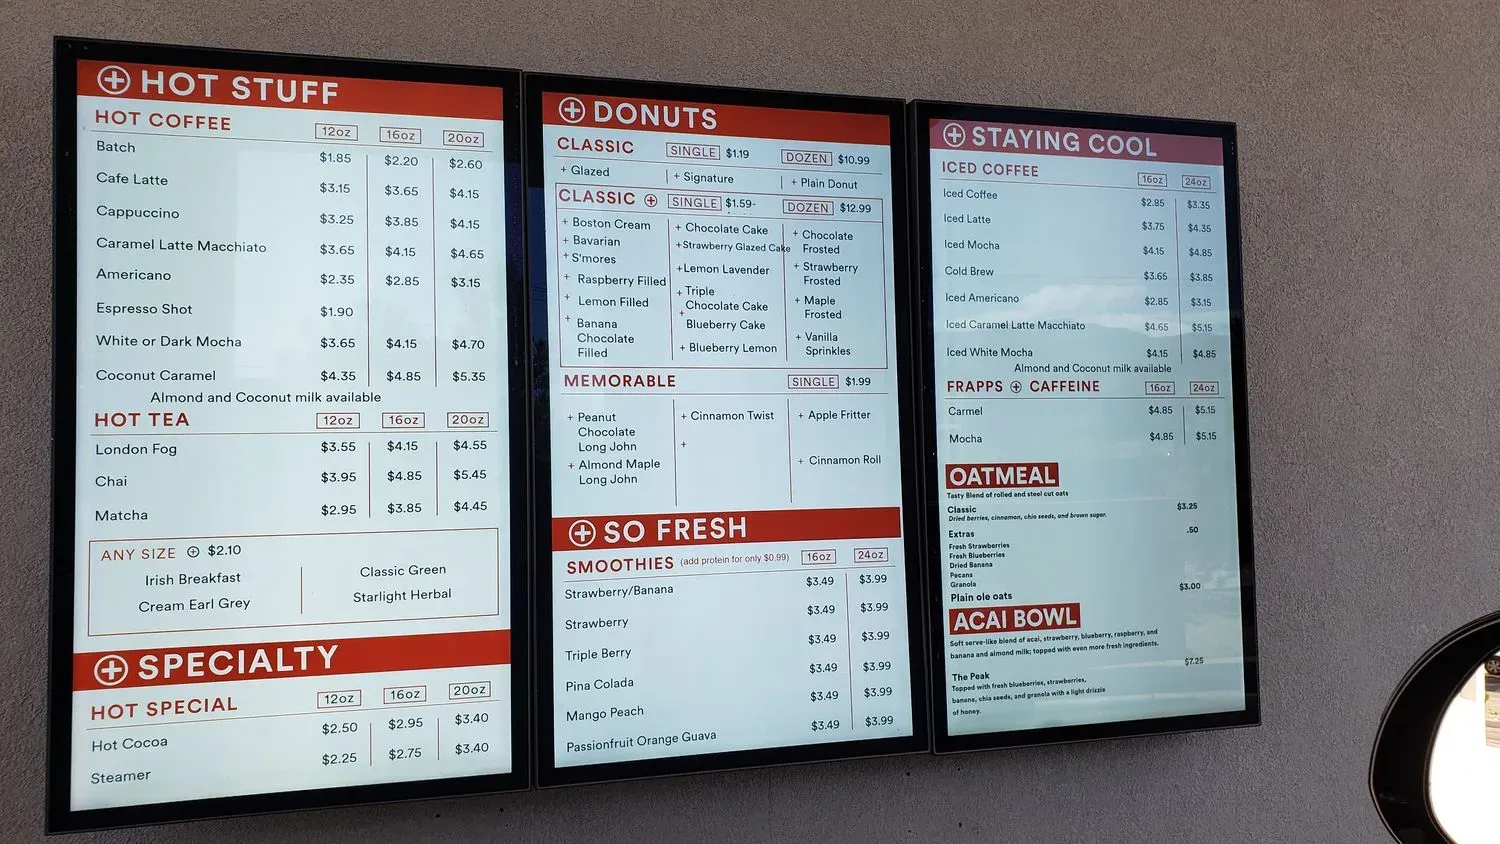 HOT STUFF
HOT COFFEE 12oz 16oz 20oz
Batch $1.85 $2.20 $2.60
Cafe Latte $3.15 $3.65 $4.15
Cappuccino $3.25 $3.85 $4.15
Caramel Latte Macchiato $3.65 $4.15 $4.65
Americano $2.35 $2.85 $3.15
Espresso Shot $1.90
White or Dark Mocha $3.65 $4.15 $4.70
Coconut Caramel $4.35 $4.85 $5.35
Almond and Coconut milk available
HOT TEA 12oz 16oz 20oz
London Fog $3.55 $4.15 $4.55
Chai $3.95 $4.85 $5.45
Matcha $2.95 $3.85 $4.45
ANY SIZE $2.10
Irish Breakfast Classic Green
Cream Earl Grey Starlight Herbal
SPECIALTY
HOT SPECIAL 12oz 16oz 20oz
Hot Cocoa $2.50 $2.95 $3.40
Steamer $2.25 $2.75 $3.40
DONUTS
CLASSIC SINGLE $1.19 DOZEN $10.99
+ Glazed + Signature + Plain Donut
CLASSIC + SINGLE $1.59- DOZEN $12.99
+ Boston Cream
+ Bavarian
+ S'mores
+ Raspberry Filled
+ Lemon Filled
+ Banana
Chocolate
Filled
+ Chocolate Cake
+Strawberry Glazed Cake
+Lemon Lavender
+ Triple
Chocolate Cake
+ Blueberry Cake
+ Blueberry Lemon
+ Chocolate
Frosted
+ Strawberry
Frosted
+ Maple
Frosted
+ Vanilla
Sprinkles
MEMORABLE SINGLE $1.99
+ Peanut
Chocolate
Long John
+ Almond Maple
Long John
+ Cinnamon Twist
+
+ Apple Fritter
+ Cinnamon Roll
SO FRESH
SMOOTHIES (add protein for only $0.99) 16oz 24oz
Strawberry/Banana $3.49 $3.99
Strawberry $3.49 $3.99
Triple Berry $3.49 $3.99
Pina Colada $3.49 $3.99
Mango Peach $3.49 $3.99
Passionfruit Orange Guava $3.49 $3.99
STAYING COOL
ICED COFFEE 16oz 24oz
Iced Coffee $2.85 $3.35
Iced Latte $3.75 $4.35
Iced Mocha $4.15 $4.85
Cold Brew $3.65 $3.85
Iced Americano $2.85 $3.15
Iced Caramel Latte Macchiato $4.65 $5.15
Iced White Mocha $4.15 $4.85
Almond and Coconut milk available
FRAPPS + CAFFEINE 16oz 24oz
Carmel $4.85 $5.15
Mocha $4.85 $5.15
OATMEAL
Tasty Blend of rolled and steel cut oats
Classic $3.25
Dried berries, cinnamon, chia seeds, and brown sugar.
Extras .50
Fresh Strawberries
Fresh Blueberries
Dried Banana
Pecans
Granola
Plain ole oats $3.00
ACAI BOWL
Soft serve-like blend of acai, strawberry, blueberry, raspberry, and
banana and almond milk; topped with even more fresh ingredients.
$7.25
The Peak
Topped with fresh blueberries, strawberries,
banana, chia seeds, and granola with a light drizzle
of honey.